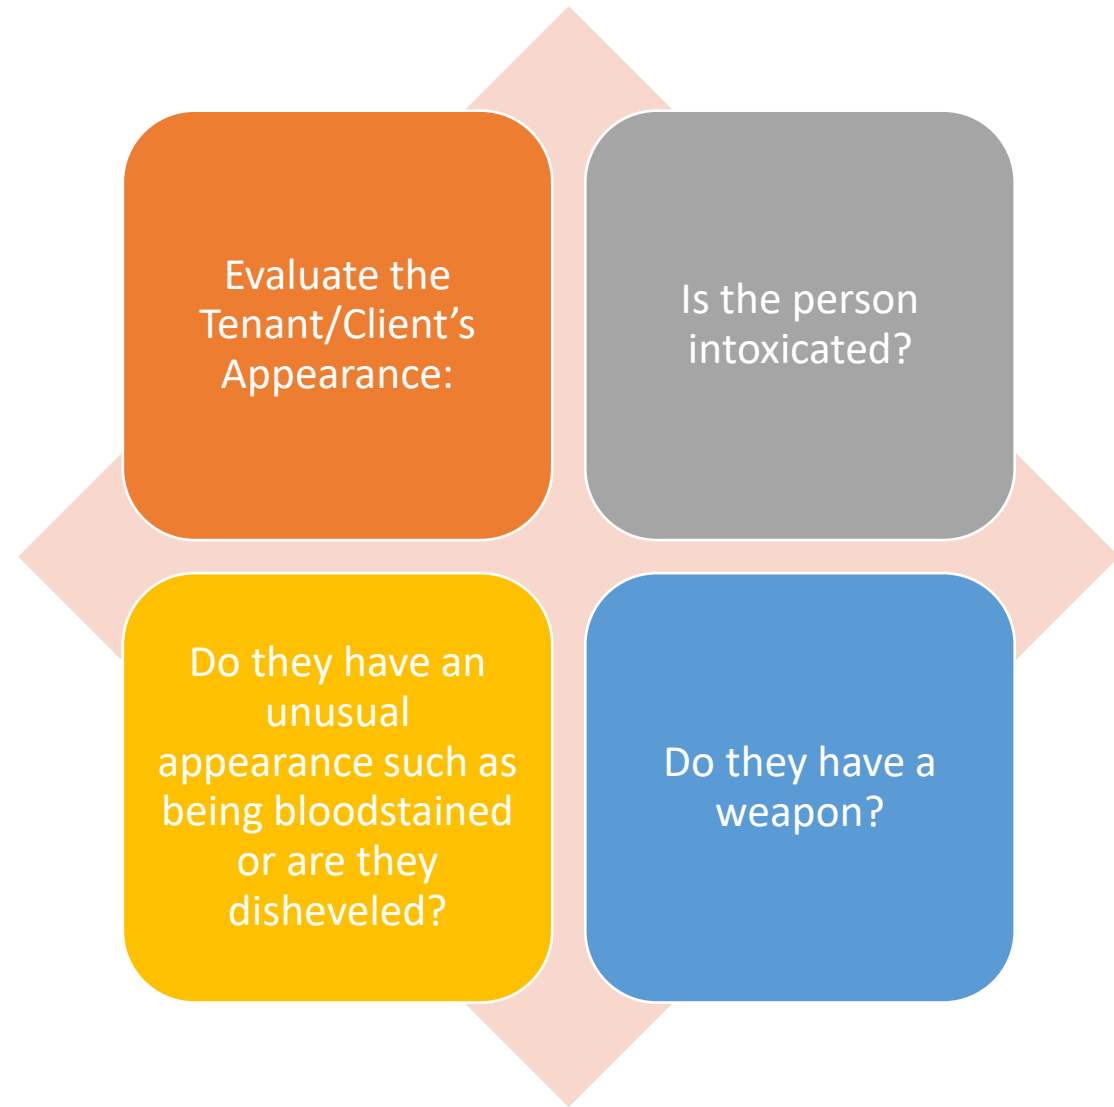 Evaluate the
Tenant/Client’s
Appearance:
Is the person
intoxicated?
Do they have an
unusual
appearance such as
being bloodstained
or are they
disheveled?
Do they have a
weapon?